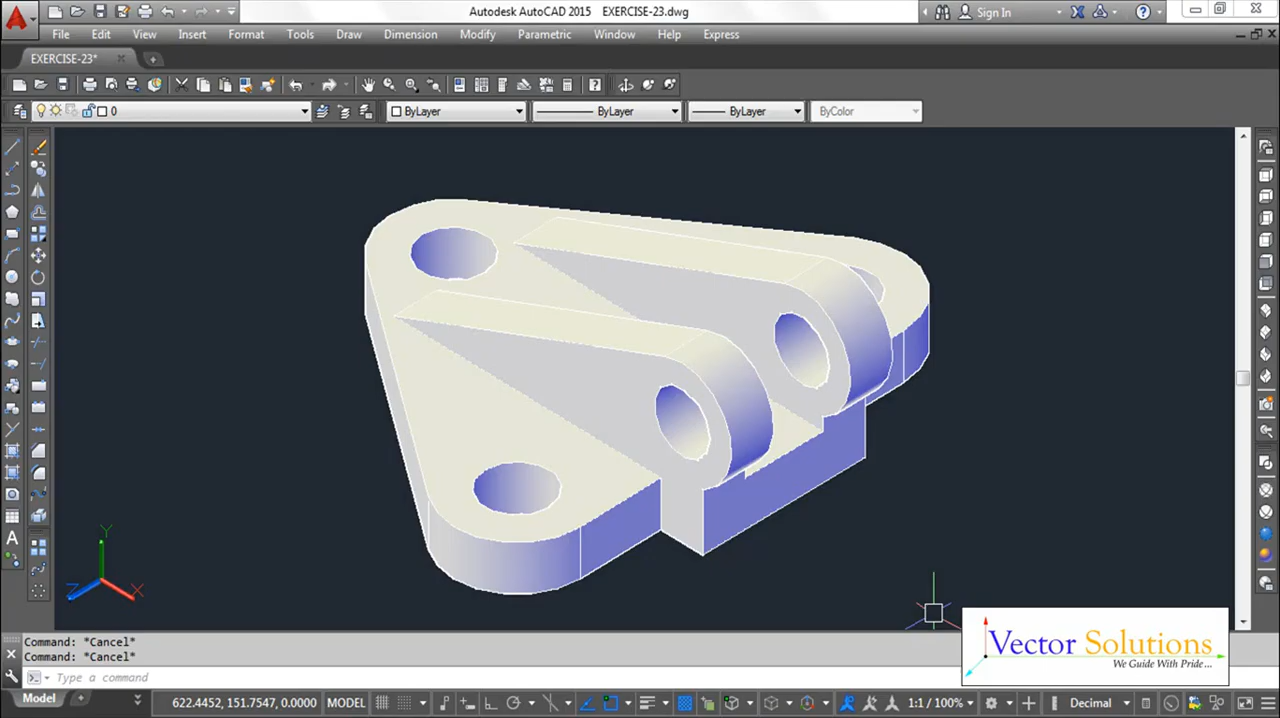 Autodesk AutoCAD 2015 EXERCISE-23.dwg
Sign In
File Edit View Insert Format Tools Draw Dimension Modify Parametric Window Help Express
EXERCISE-23*
0 ByLayer ByLayer ByLayer ByColor
Y
Z X
Vector Solutions
We Guide With Pride...
Command: *Cancel*
Command: *Cancel*
Type a command
Model 622.4452, 151.7547, 0.0000 MODEL 1:1 / 100% Decimal